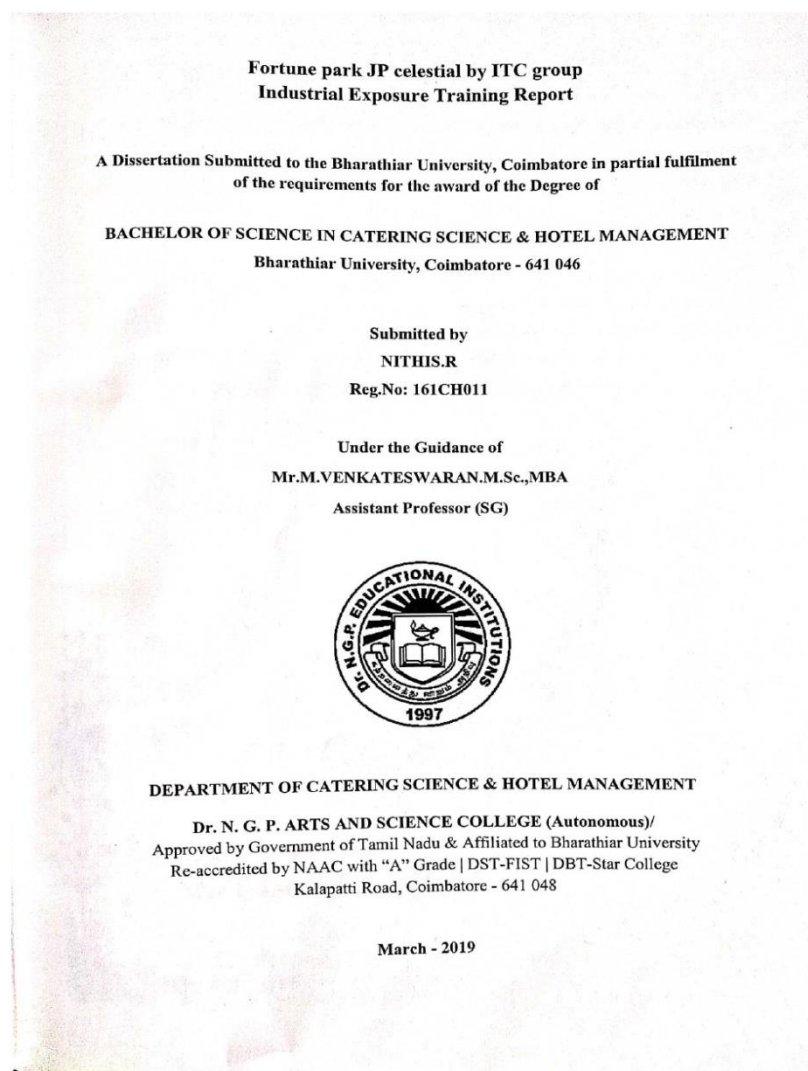 Fortune park JP celestial by ITC group
Industrial Exposure Training Report
A Dissertation Submitted to the Bharathiar University, Coimbatore in partial fulfilment
of the requirements for the award of the Degree of
BACHELOR OF SCIENCE IN CATERING SCIENCE & HOTEL MANAGEMENT
Bharathiar University, Coimbatore - 641 046
Submitted by
NITHIS.R
Reg.No: 161CH011
Under the Guidance of
Mr.M.VENKATESWARAN.M.Sc.,MBA
Assistant Professor (SG)
Dr. N.G.P. EDUCATIONAL INSTITUTIONS
1997
DEPARTMENT OF CATERING SCIENCE & HOTEL MANAGEMENT
Dr. N. G. P. ARTS AND SCIENCE COLLEGE (Autonomous)/
Approved by Government of Tamil Nadu & Affiliated to Bharathiar University
Re-accredited by NAAC with “A” Grade | DST-FIST | DBT-Star College
Kalapatti Road, Coimbatore - 641 048
March - 2019